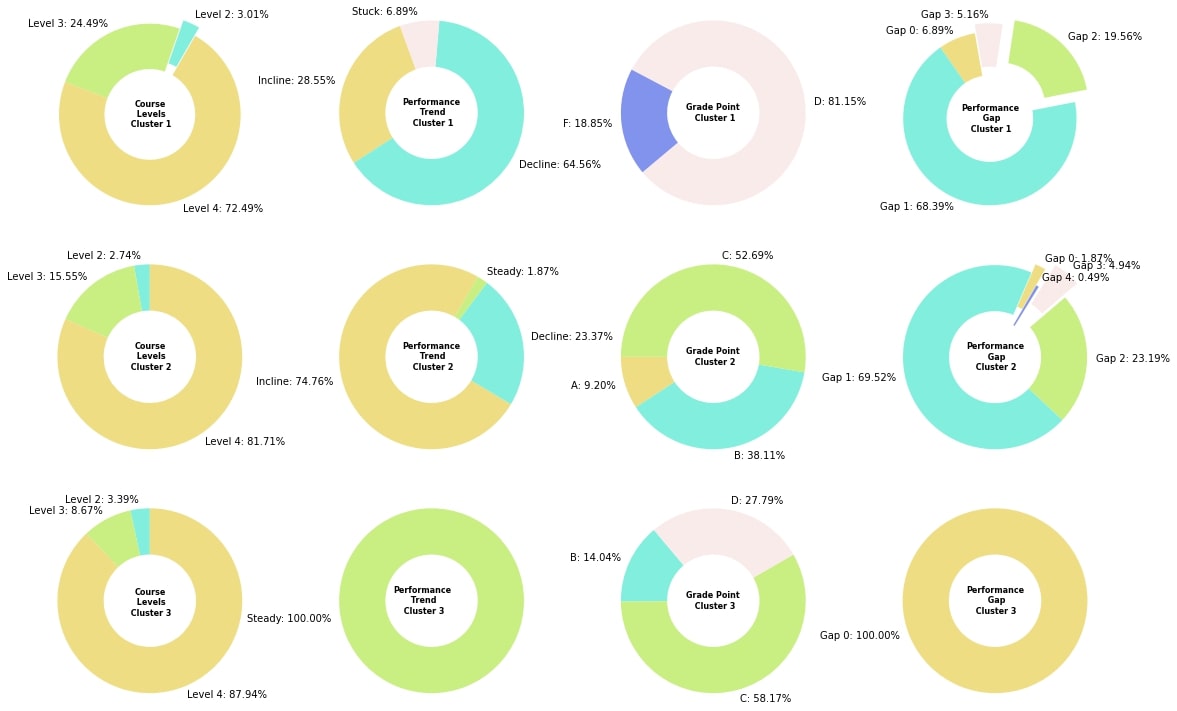 Level 3: 24.49%
Level 2: 3.01%
Level 4: 72.49%
Course
Levels
Cluster 1
Stuck: 6.89%
Incline: 28.55%
Decline: 64.56%
Performance
Trend
Cluster 1
D: 81.15%
F: 18.85%
Grade Point
Cluster 1
Gap 3: 5.16%
Gap 0: 6.89%
Gap 2: 19.56%
Gap 1: 68.39%
Performance
Gap
Cluster 1
Level 2: 2.74%
Level 3: 15.55%
Level 4: 81.71%
Course
Levels
Cluster 2
Steady: 1.87%
Decline: 23.37%
Incline: 74.76%
Performance
Trend
Cluster 2
C: 52.69%
A: 9.20%
B: 38.11%
Grade Point
Cluster 2
Gap 0: 1.87%
Gap 3: 4.94%
Gap 4: 0.49%
Gap 2: 23.19%
Gap 1: 69.52%
Performance
Gap
Cluster 2
Level 2: 3.39%
Level 3: 8.67%
Level 4: 87.94%
Course
Levels
Cluster 3
Steady: 100.00%
Performance
Trend
Cluster 3
D: 27.79%
B: 14.04%
C: 58.17%
Grade Point
Cluster 3
Gap 0: 100.00%
Performance
Gap
Cluster 3